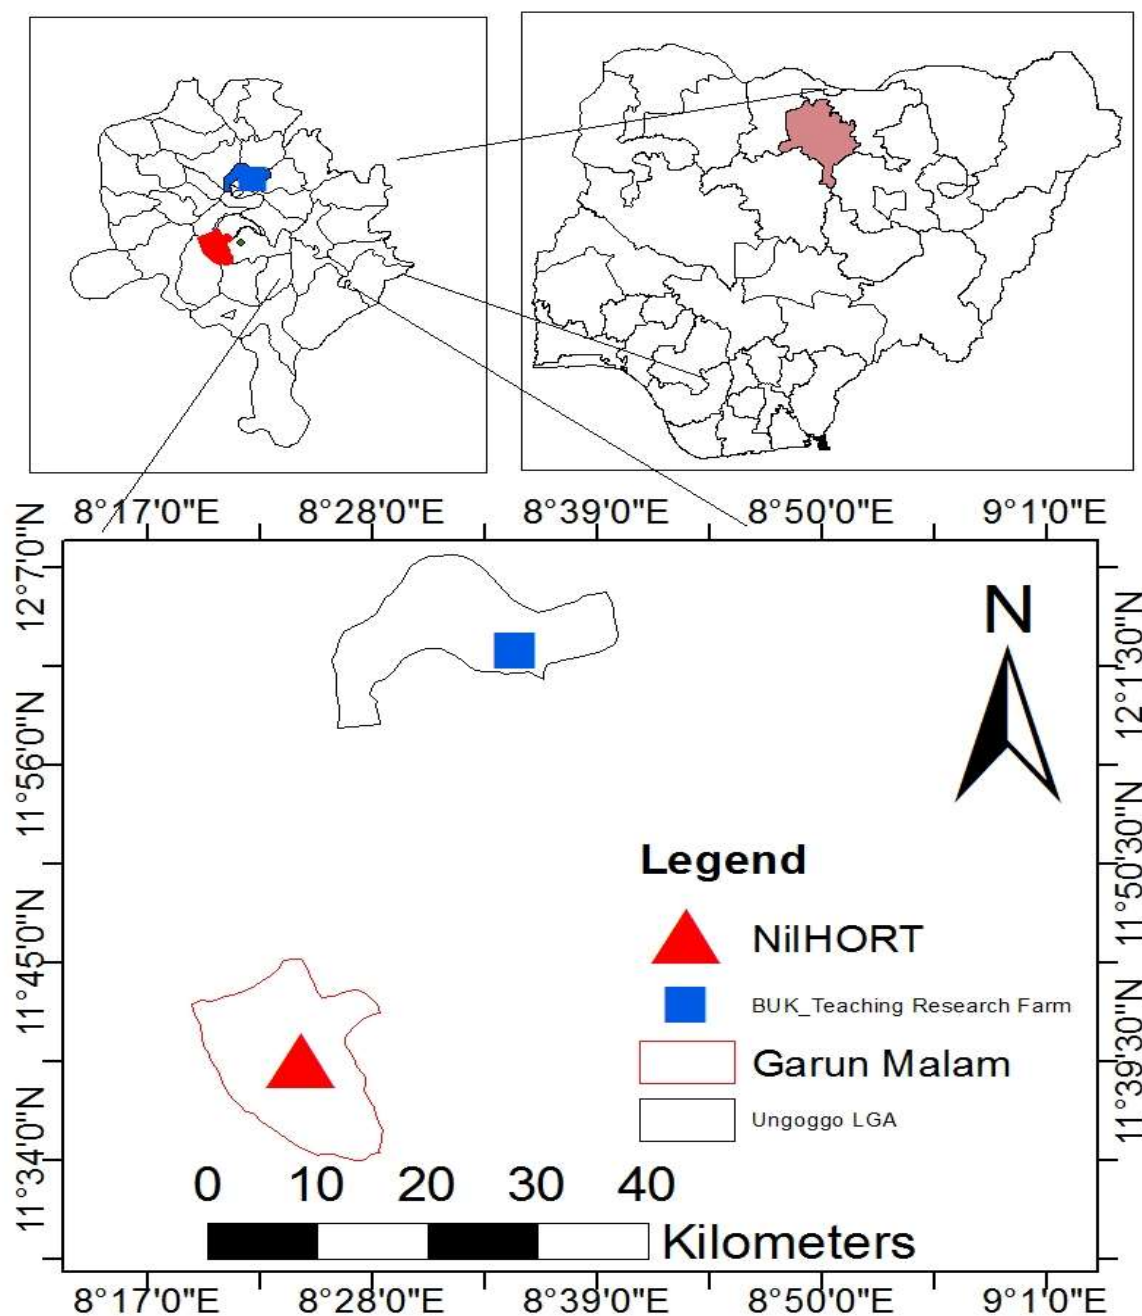 8°17'0"E 8°28'0"E 8°39'0"E 8°50'0"E 9°1'0"E
12°7'0"N
12°1'30"N
11°56'0"N
11°50'30"N
11°45'0"N
11°39'30"N
11°34'0"N
N
Legend
NilHORT
BUK_Teaching Research Farm
Garun Malam
Ungoggo LGA
0 10 20 30 40
Kilometers
8°17'0"E 8°28'0"E 8°39'0"E 8°50'0"E 9°1'0"E